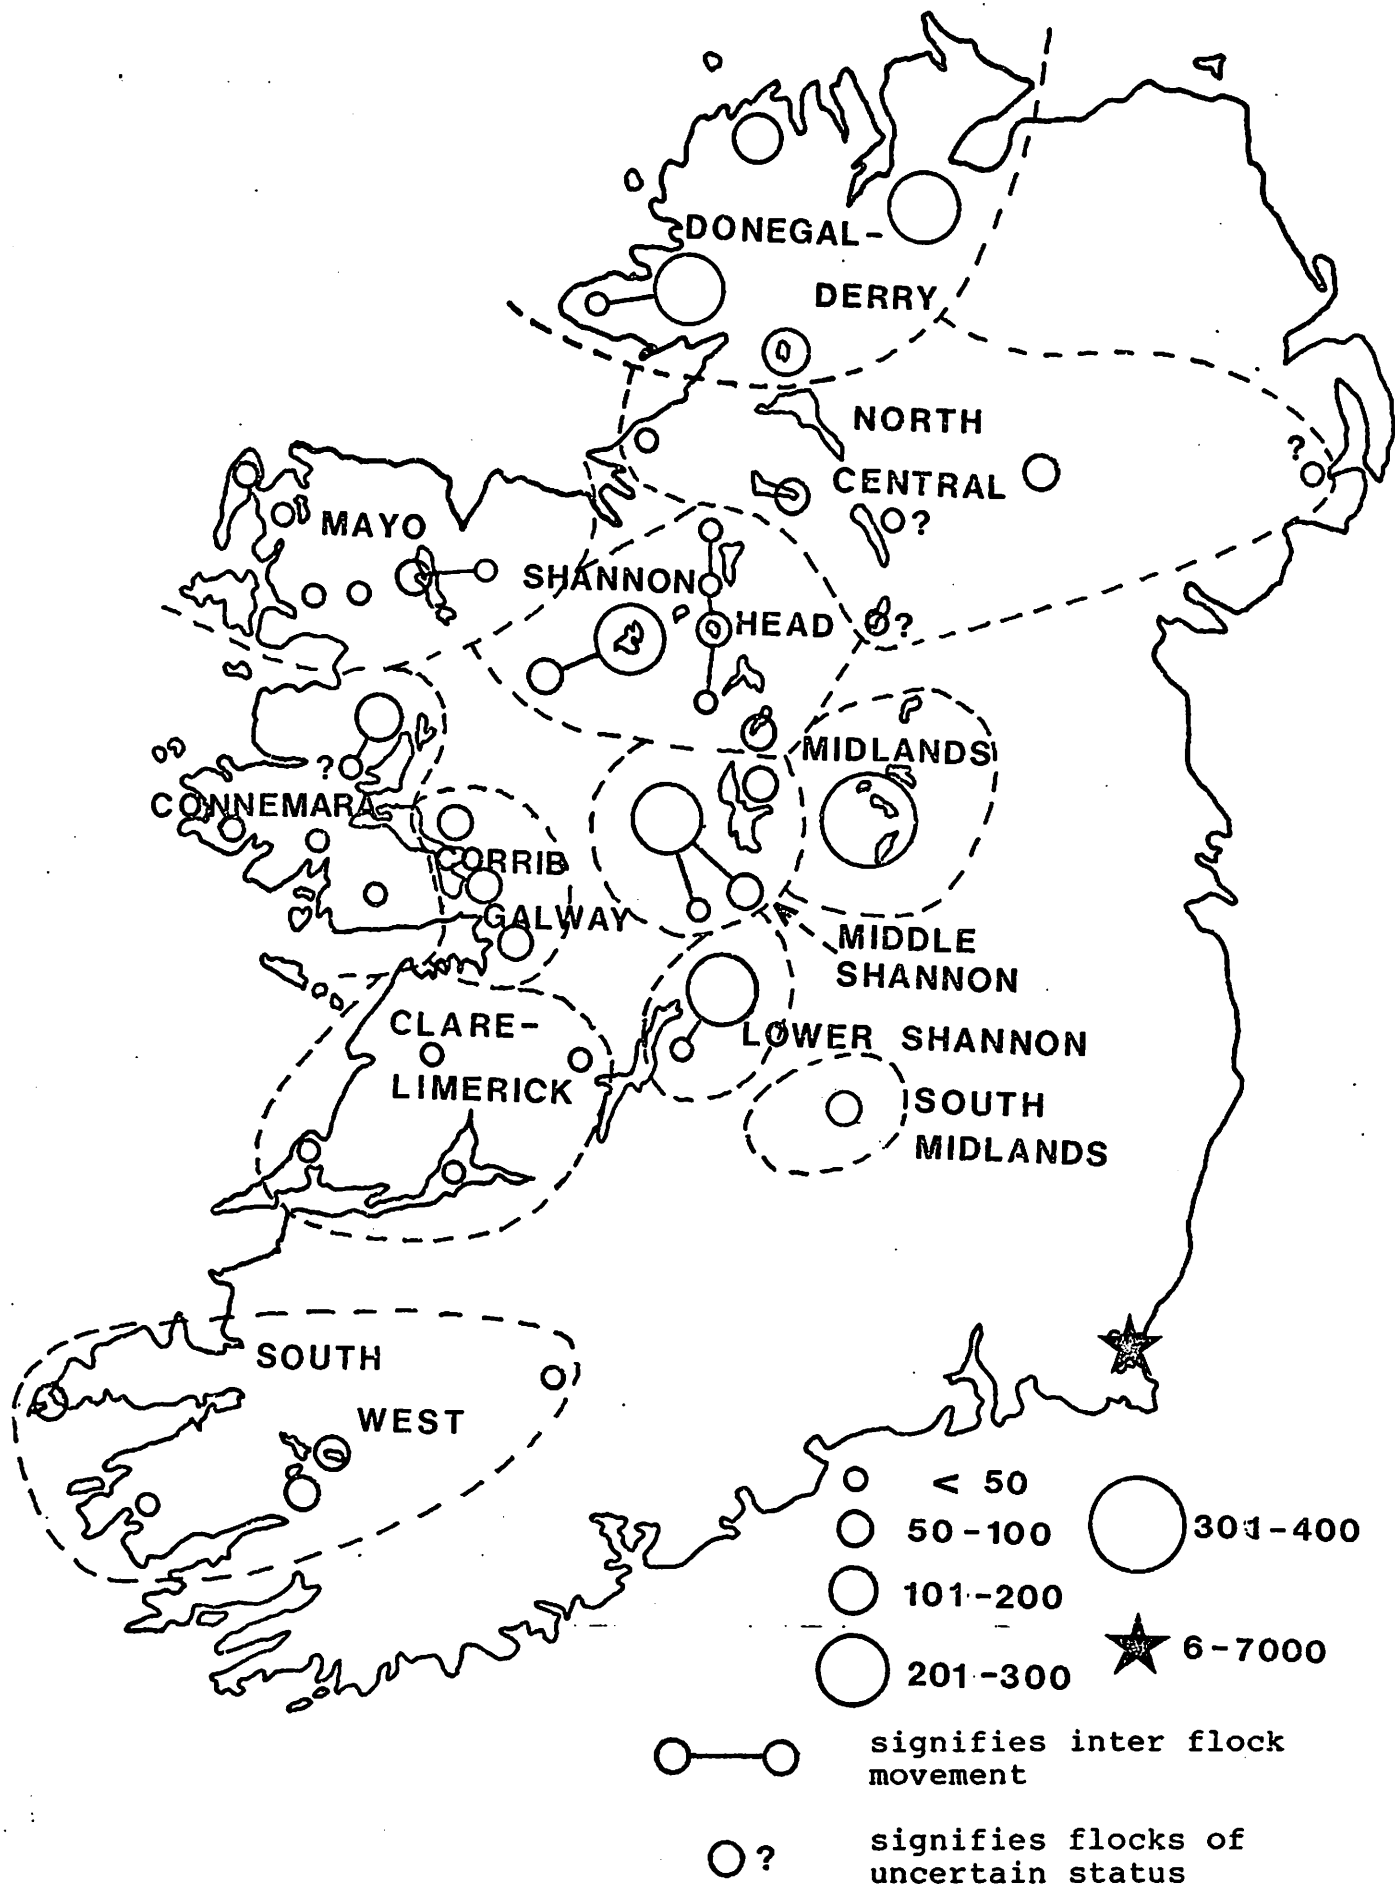 DONEGAL-
DERRY
NORTH
CENTRAL
?
?
MAYO
SHANNON
HEAD
?
MIDLANDS
?
CONNEMARA
CORRIB
GALWAY
MIDDLE
SHANNON
CLARE-
LIMERICK
LOWER SHANNON
SOUTH
MIDLANDS
SOUTH
WEST
< 50
50-100
101-200
201-300
301-400
6-7000
signifies inter flock
movement
?
signifies flocks of
uncertain status